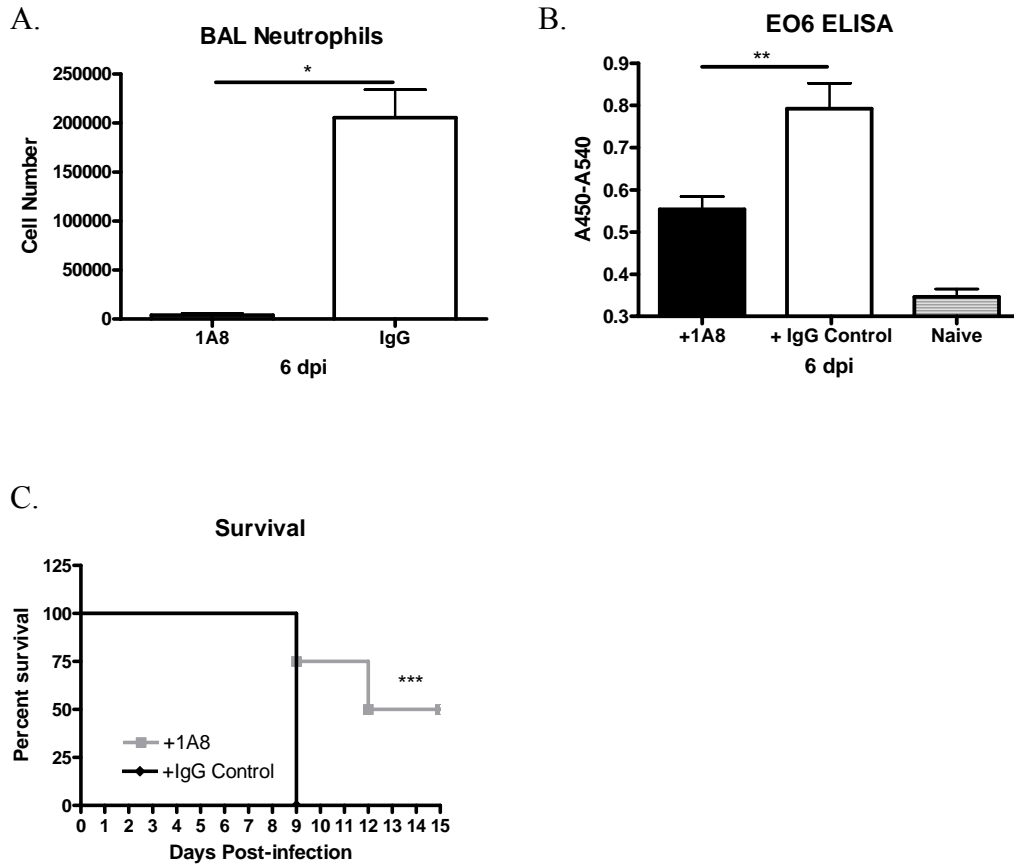 A.
BAL Neutrophils
*
250000
200000
150000
100000
50000
0
Cell Number
1A8
IgG
6 dpi
B.
EO6 ELISA
**
0.9
0.8
0.7
0.6
0.5
0.4
0.3
A450-A540
+1A8
+ IgG Control
Naive
6 dpi
C.
Survival
125
100
75
50
25
0
Percent survival
***
+1A8
+IgG Control
0 1 2 3 4 5 6 7 8 9 10 11 12 13 14 15
Days Post-infection